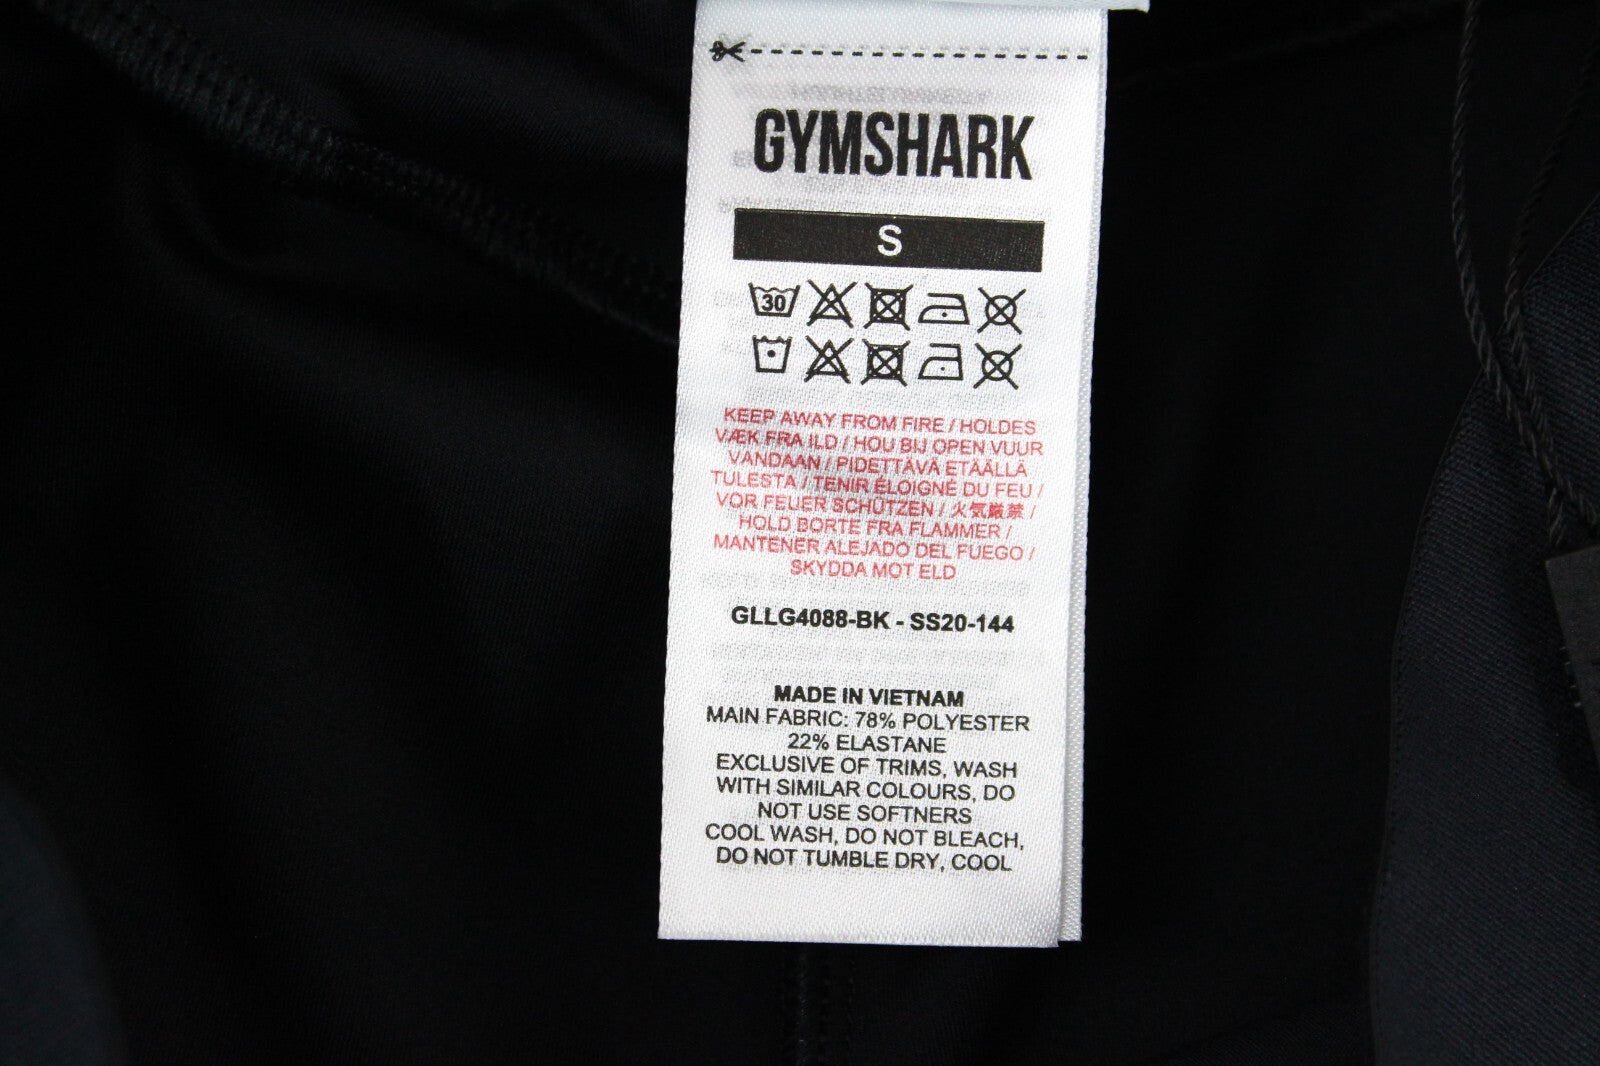 GYMSHARK
S
30
KEEP AWAY FROM FIRE / HOLDES
VÆK FRA ILD / HOU BIJ OPEN VUUR
VANDAAN / PIDETTÄVÄ ETÄÄLLÄ
TULESTA / TENIR ÉLOIGNÉ DU FEU /
VOR FEUER SCHÜTZEN / 火気厳禁 /
HOLD BORTE FRA FLAMMER /
MANTENER ALEJADO DEL FUEGO /
SKYDDA MOT ELD
GLLG4088-BK - SS20-144
MADE IN VIETNAM
MAIN FABRIC: 78% POLYESTER
22% ELASTANE
EXCLUSIVE OF TRIMS, WASH
WITH SIMILAR COLOURS, DO
NOT USE SOFTNERS
COOL WASH, DO NOT BLEACH,
DO NOT TUMBLE DRY, COOL